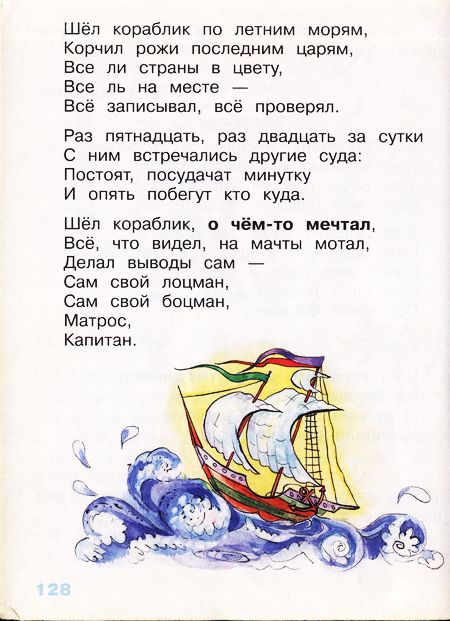 Шёл кораблик по летним морям,
Корчил рожи последним царям,
Все ли страны в цвету,
Все ль на месте —
Всё записывал, всё проверял.
Раз пятнадцать, раз двадцать за сутки
С ним встречались другие суда:
Постоят, посудачат минутку
И опять побегут кто куда.
Шёл кораблик, о чём-то мечтал,
Всё, что видел, на мачты мотал,
Делал выводы сам —
Сам свой лоцман,
Сам свой боцман,
Матрос,
Капитан.
128